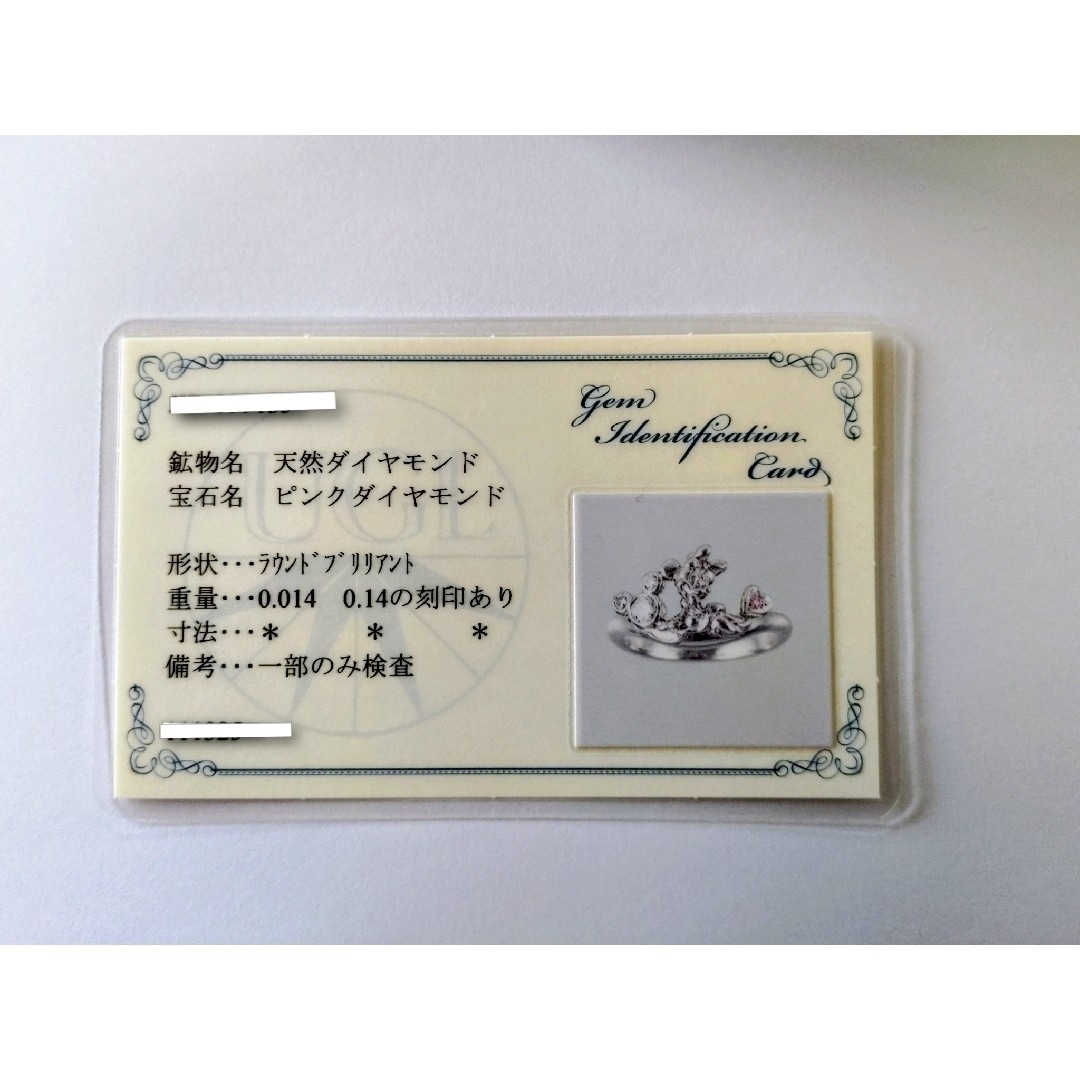 Gem
Identification
Card
鉱物名　天然ダイヤモンド
宝石名　ピンクダイヤモンド
形状･･･ﾗｳﾝﾄﾞﾌﾞﾘﾘｱﾝﾄ
重量･･･0.014　0.14の刻印あり
寸法･･･＊　　　＊　　　＊
備考･･･一部のみ検査
UGL